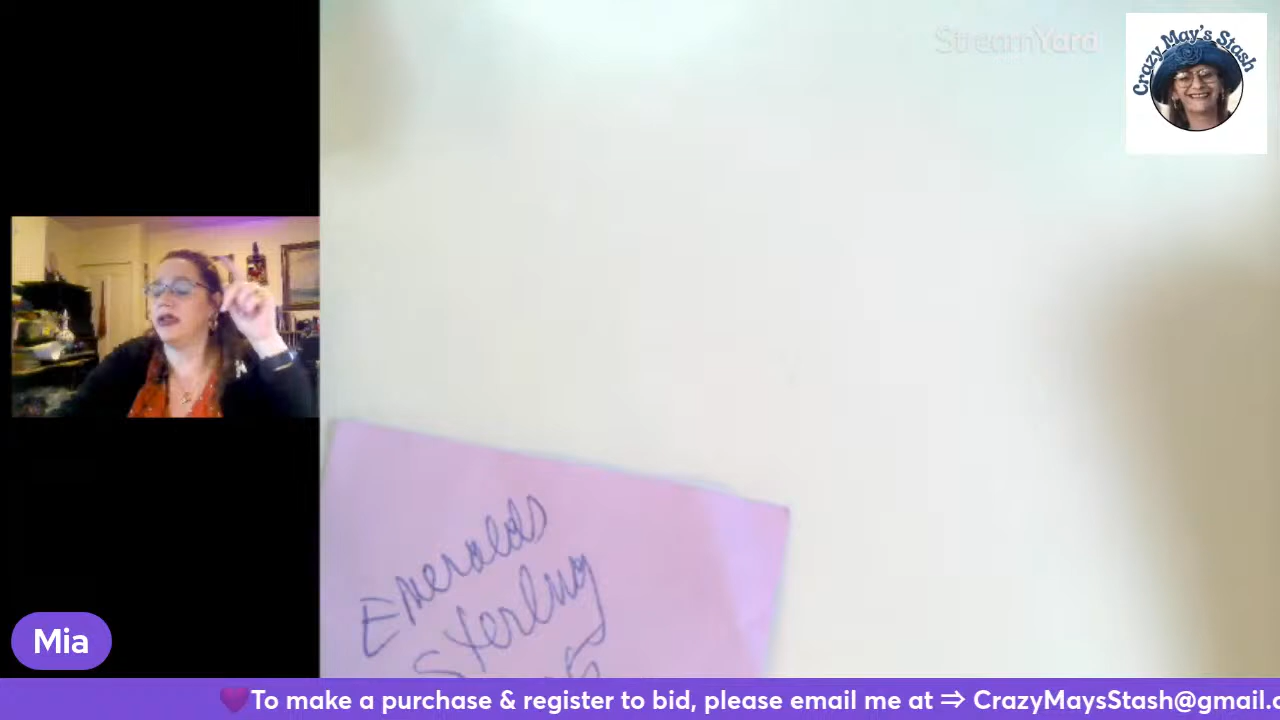 StreamYard
Crazy May's Stash
Emeralds
Sterling
Mia
💜To make a purchase & register to bid, please email me at ⇒ CrazyMaysStash@gmail.c